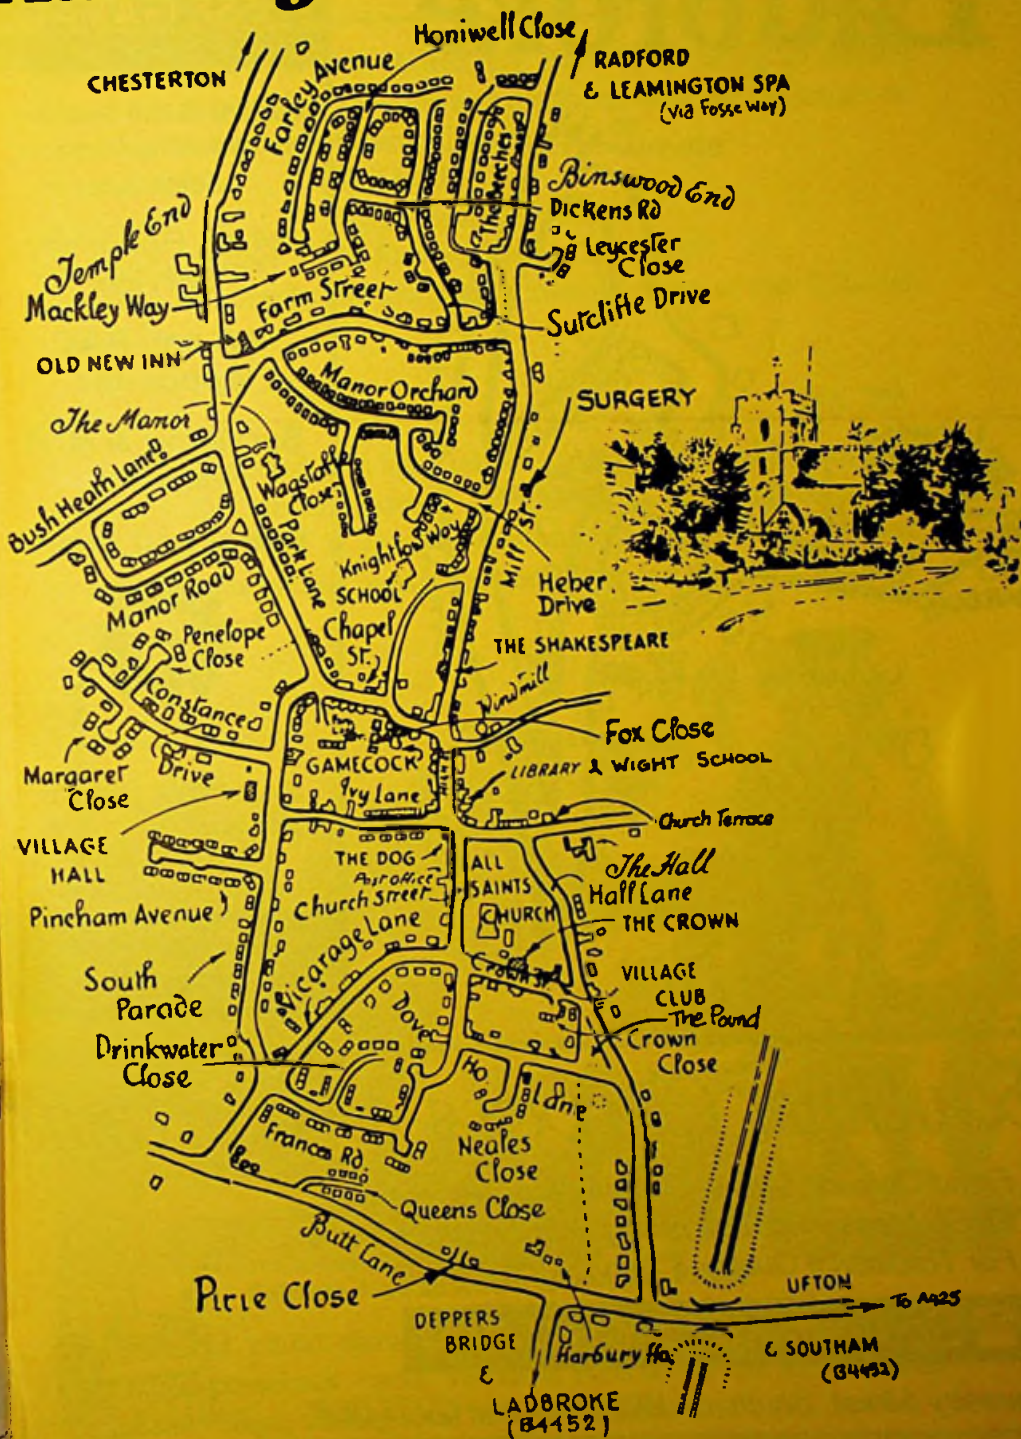 Honiwell Close
RADFORD
& LEAMINGTON SPA
(via Fosse Way)
CHESTERTON
Farley Avenue
The Beeches
Binswood End
Dickens Rd
Leycester
Close
Temple End
Mackley Way
Farm Street
Sutcliffe Drive
OLD NEW INN
Manor Orchard
SURGERY
The Manor
Bush Heath Lane
Wagstaffe
Close
Park Lane
Knightlow Way
Mill St.
SCHOOL
Heber
Drive
Manor Road
Chapel
St.
Penelope
Close
THE SHAKESPEARE
Constance
Drive
Windmill
Fox Close
GAMECOCK
Margaret
Close
LIBRARY & WIGHT SCHOOL
Ivy Lane
High St
Church Terrace
VILLAGE
HALL
THE DOG
Post Office
ALL
SAINTS
CHURCH
The Hall
Hall Lane
Church Street
Pincham Avenue
THE CROWN
Vicarage Lane
Crown St.
South
Parade
VILLAGE
CLUB
The Pound
Dove
Crown
Close
Drinkwater
Close
Ho.
Lane
Frances Rd.
Neales
Close
Queens Close
Butt Lane
Pirie Close
UFTON
To A425
DEPPERS
BRIDGE
&
LADBROKE
(B4452)
Harbury Ho.
& SOUTHAM
(B4452)